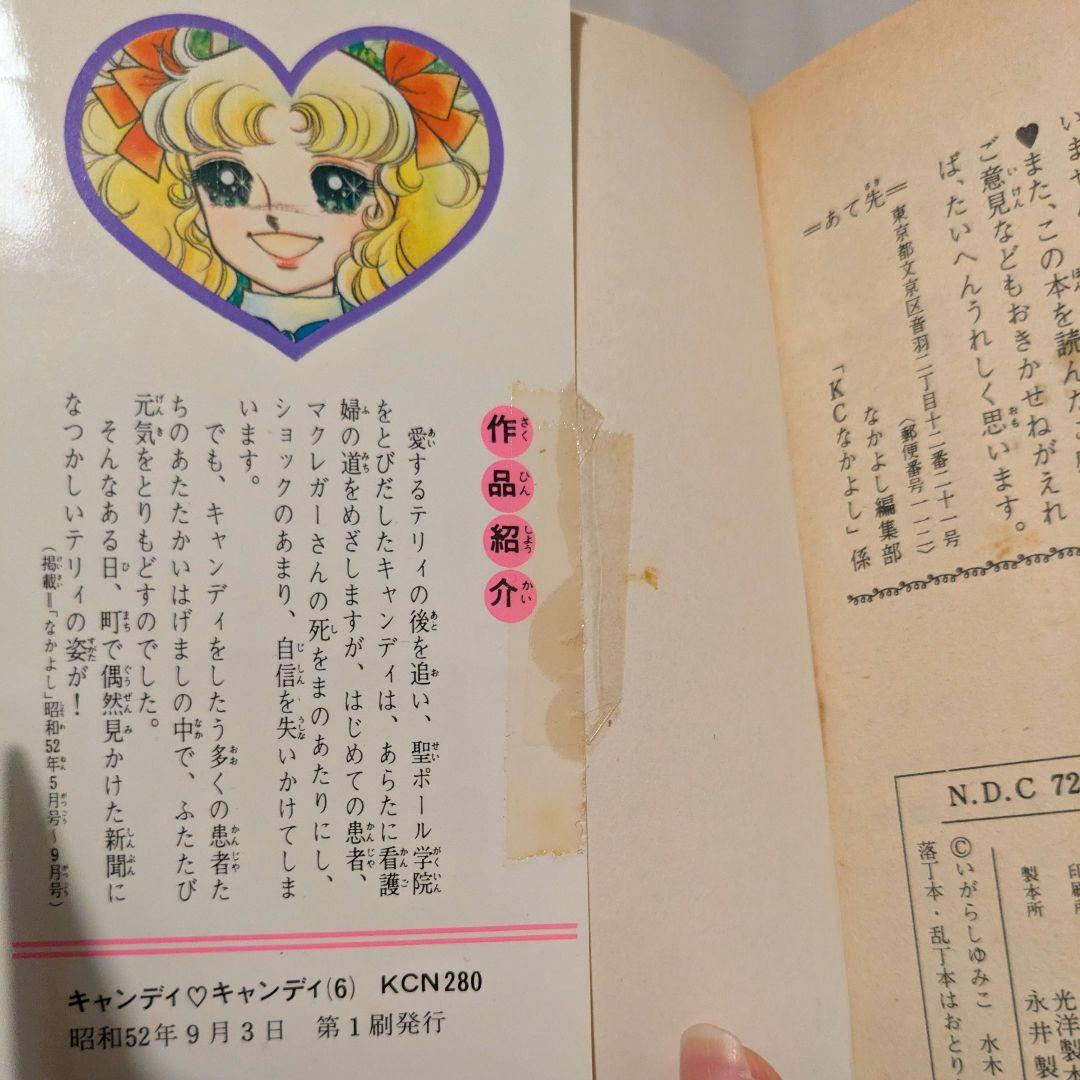 作品紹介
さくひんしょうかい
愛するテリィの後を追い、聖ポール学院
をとびだしたキャンディは、あらたに看護
婦の道をめざしますが、はじめての患者、
マクレガーさんの死をまのあたりにし、
ショックのあまり、自信を失いかけてしま
います。
でも、キャンディをしたう多くの患者た
ちのあたたかいはげましの中で、ふたたび
元気をとりもどすのでした。
そんなある日、町で偶然見かけた新聞に
なつかしいテリィの姿が!
(掲載=「なかよし」昭和52年5月号~9月号)
キャンディ♡キャンディ(6) KCN280
昭和52年9月3日 第1刷発行
♥また、この本を読んだ
ご意見などもおきかせねがえれ
ば、たいへんうれしく思います。
=あて先=
東京都文京区音羽二丁目十二番二十一号
(郵便番号一一二)
なかよし編集部
「KCなかよし」係
N.D.C 72
製本所
光洋製本
永井製
©いがらしゆみこ 水木
落丁本・乱丁本はおとり